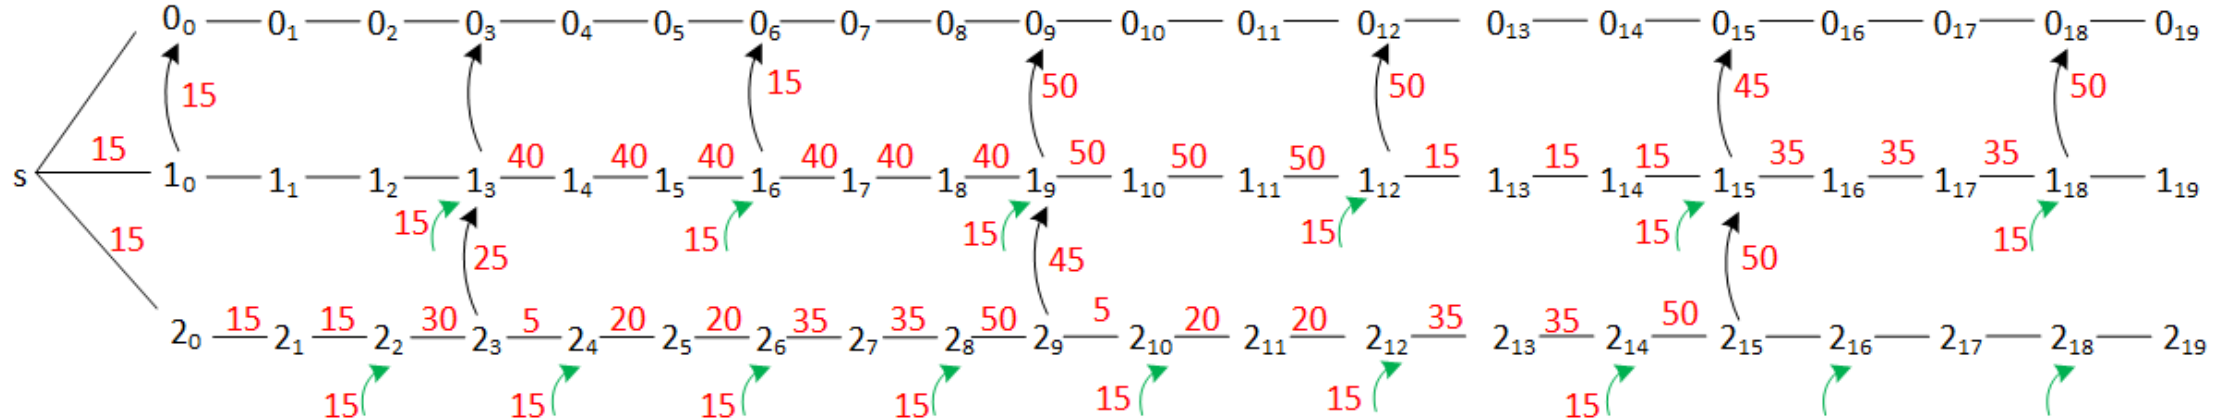 0₀ 0₁ 0₂ 0₃ 0₄ 0₅ 0₆ 0₇ 0₈ 0₉ 0₁₀ 0₁₁ 0₁₂ 0₁₃ 0₁₄ 0₁₅ 0₁₆ 0₁₇ 0₁₈ 0₁₉
15 15 50 50 45 50
15 40 40 40 40 40 40 50 50 50 15 15 15 35 35 35
s 1₀ 1₁ 1₂ 1₃ 1₄ 1₅ 1₆ 1₇ 1₈ 1₉ 1₁₀ 1₁₁ 1₁₂ 1₁₃ 1₁₄ 1₁₅ 1₁₆ 1₁₇ 1₁₈ 1₁₉
15 15 15 15 15 15 15
25 45 50
15 15 30 5 20 20 35 35 50 5 20 20 35 35 50
2₀ 2₁ 2₂ 2₃ 2₄ 2₅ 2₆ 2₇ 2₈ 2₉ 2₁₀ 2₁₁ 2₁₂ 2₁₃ 2₁₄ 2₁₅ 2₁₆ 2₁₇ 2₁₈ 2₁₉
15 15 15 15 15 15 15